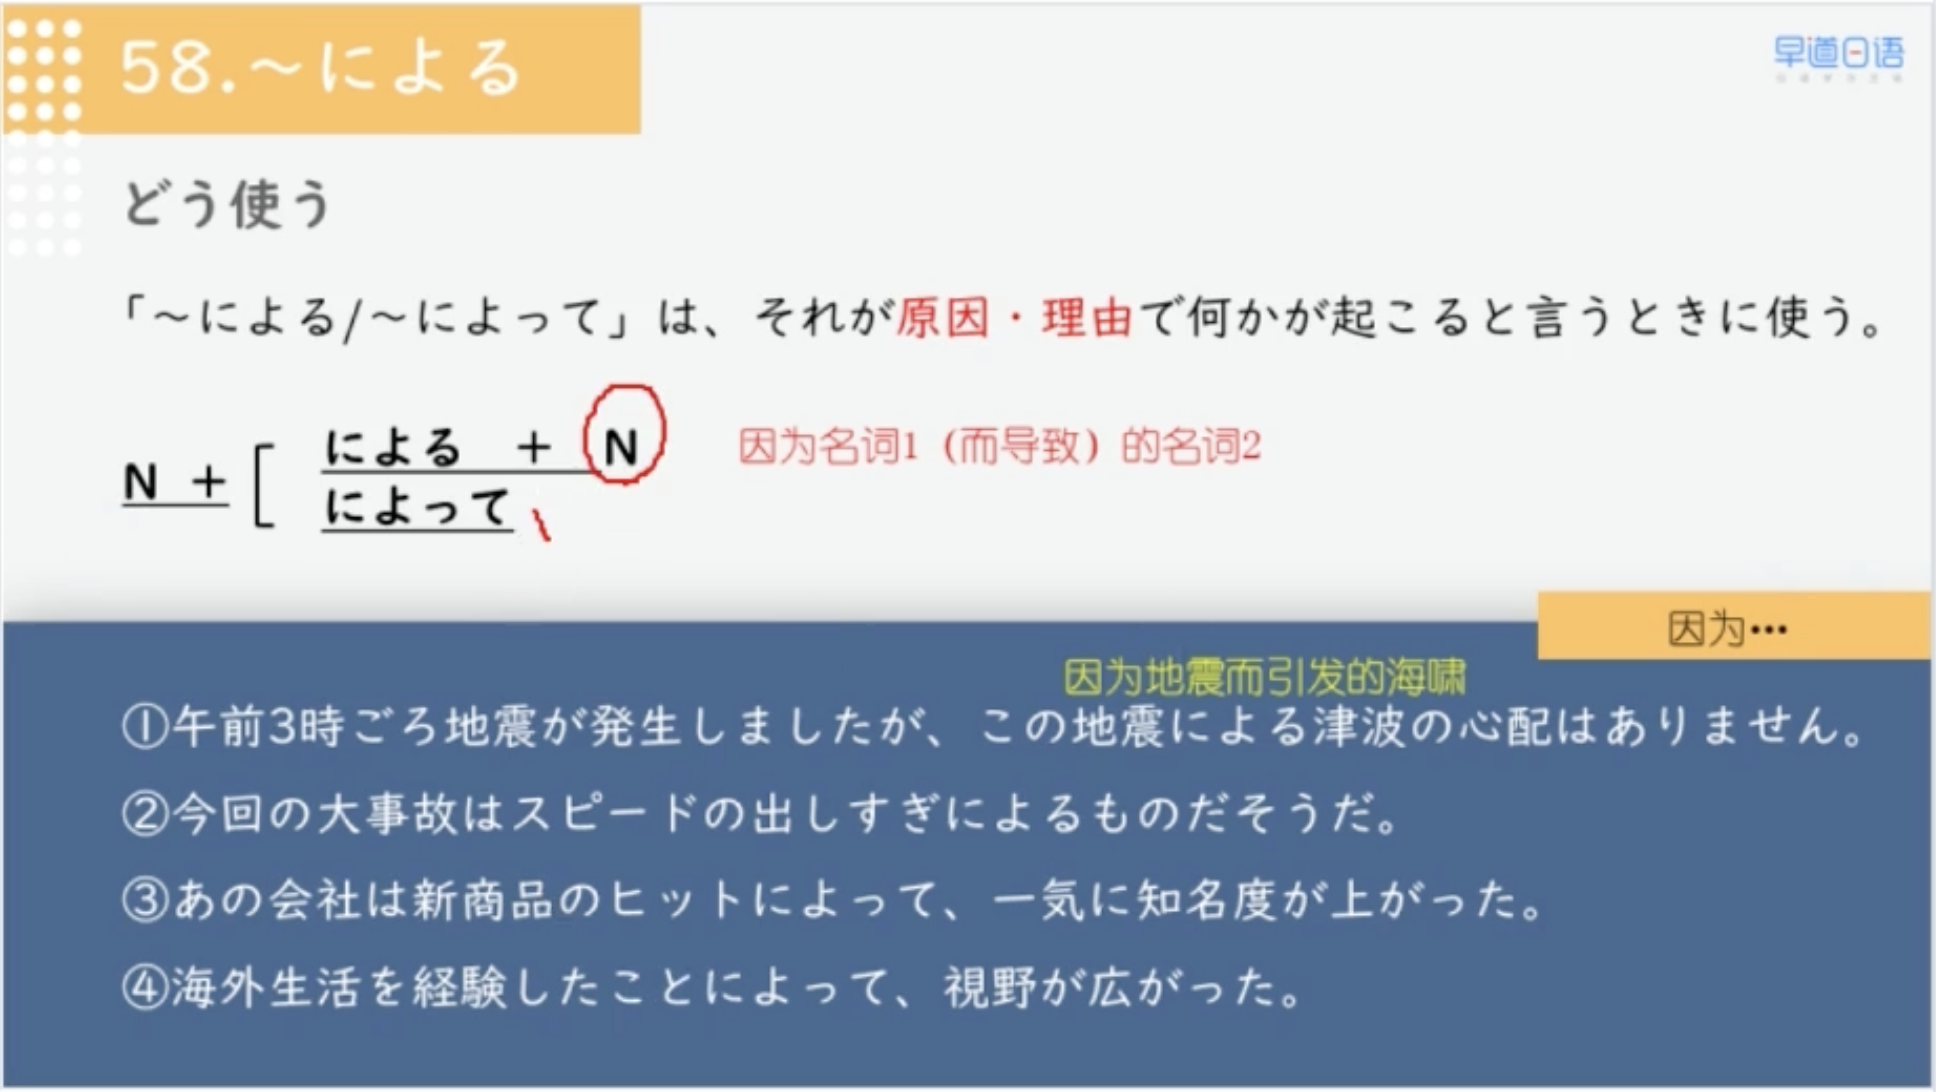 58.～による
早道日语
どう使う
「～による/～によって」は、それが原因・理由で何かが起こると言うときに使う。
N +
による + N
によって
因为名词1（而导致）的名词2
因为…
因为地震而引发的海啸
①午前3時ごろ地震が発生しましたが、この地震による津波の心配はありません。
②今回の大事故はスピードの出しすぎによるものだそうだ。
③あの会社は新商品のヒットによって、一気に知名度が上がった。
④海外生活を経験したことによって、視野が広がった。